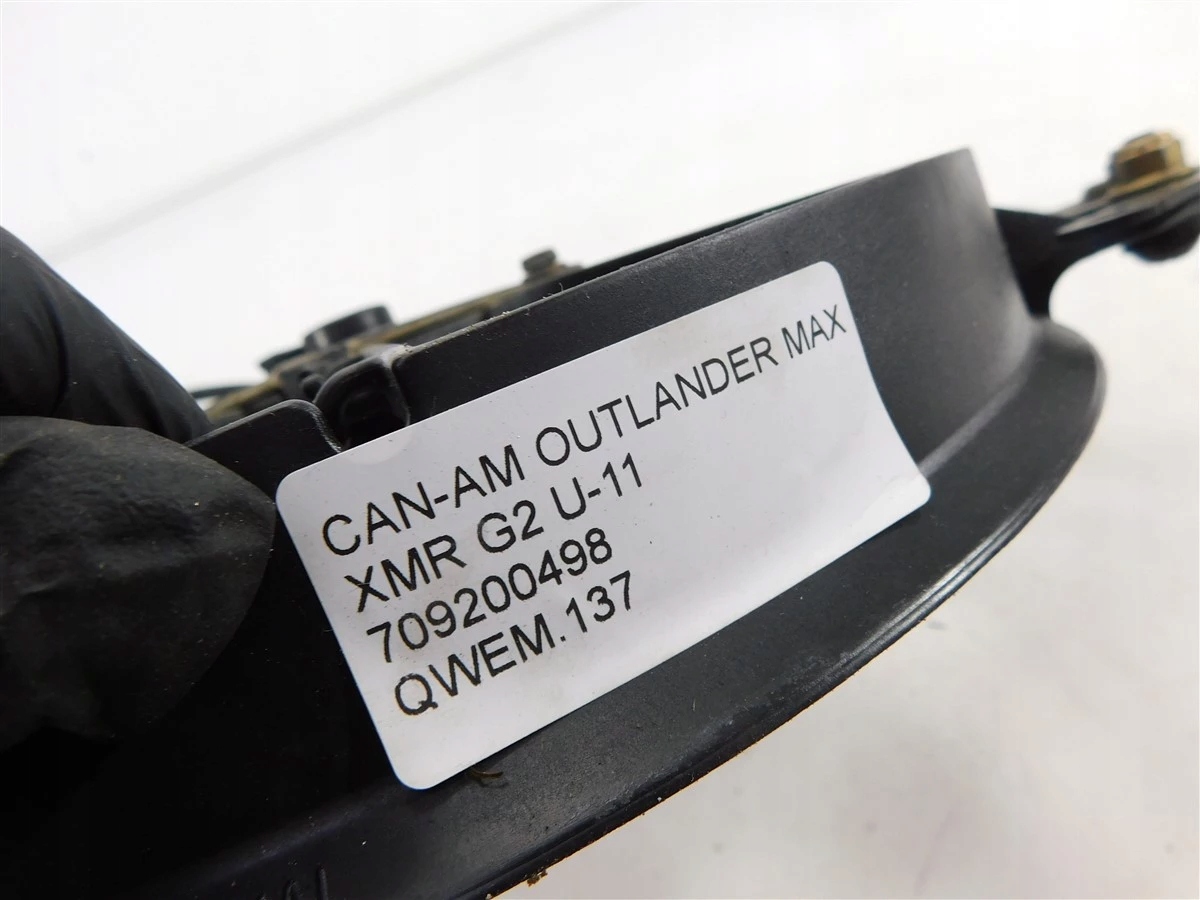 CAN-AM OUTLANDER MAX
XMR G2 U-11
709200498
QWEM.137